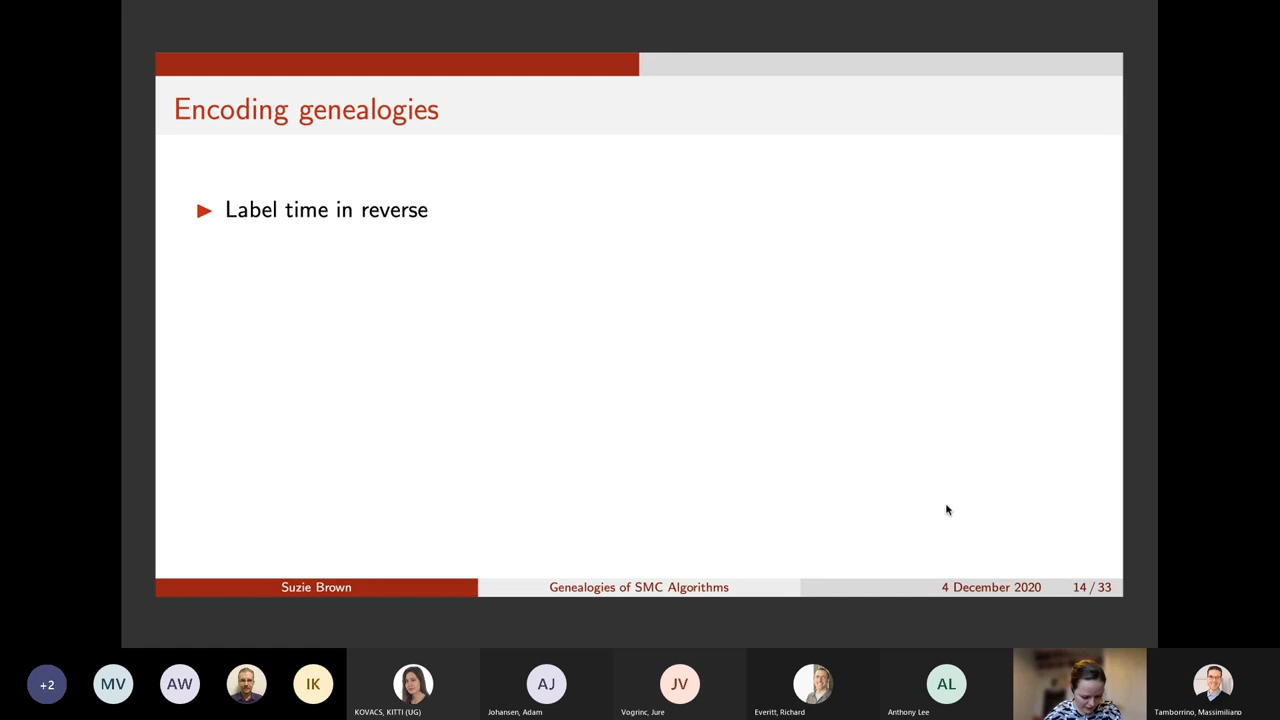 Encoding genealogies
Label time in reverse
Suzie Brown
Genealogies of SMC Algorithms
4 December 2020
14 / 33
+2
MV
AW
IK
KOVACS, KITTI (UG)
AJ
Johansen, Adam
JV
Vogrinc, Jure
Everitt, Richard
AL
Anthony Lee
Tamborrino, Massimiliano